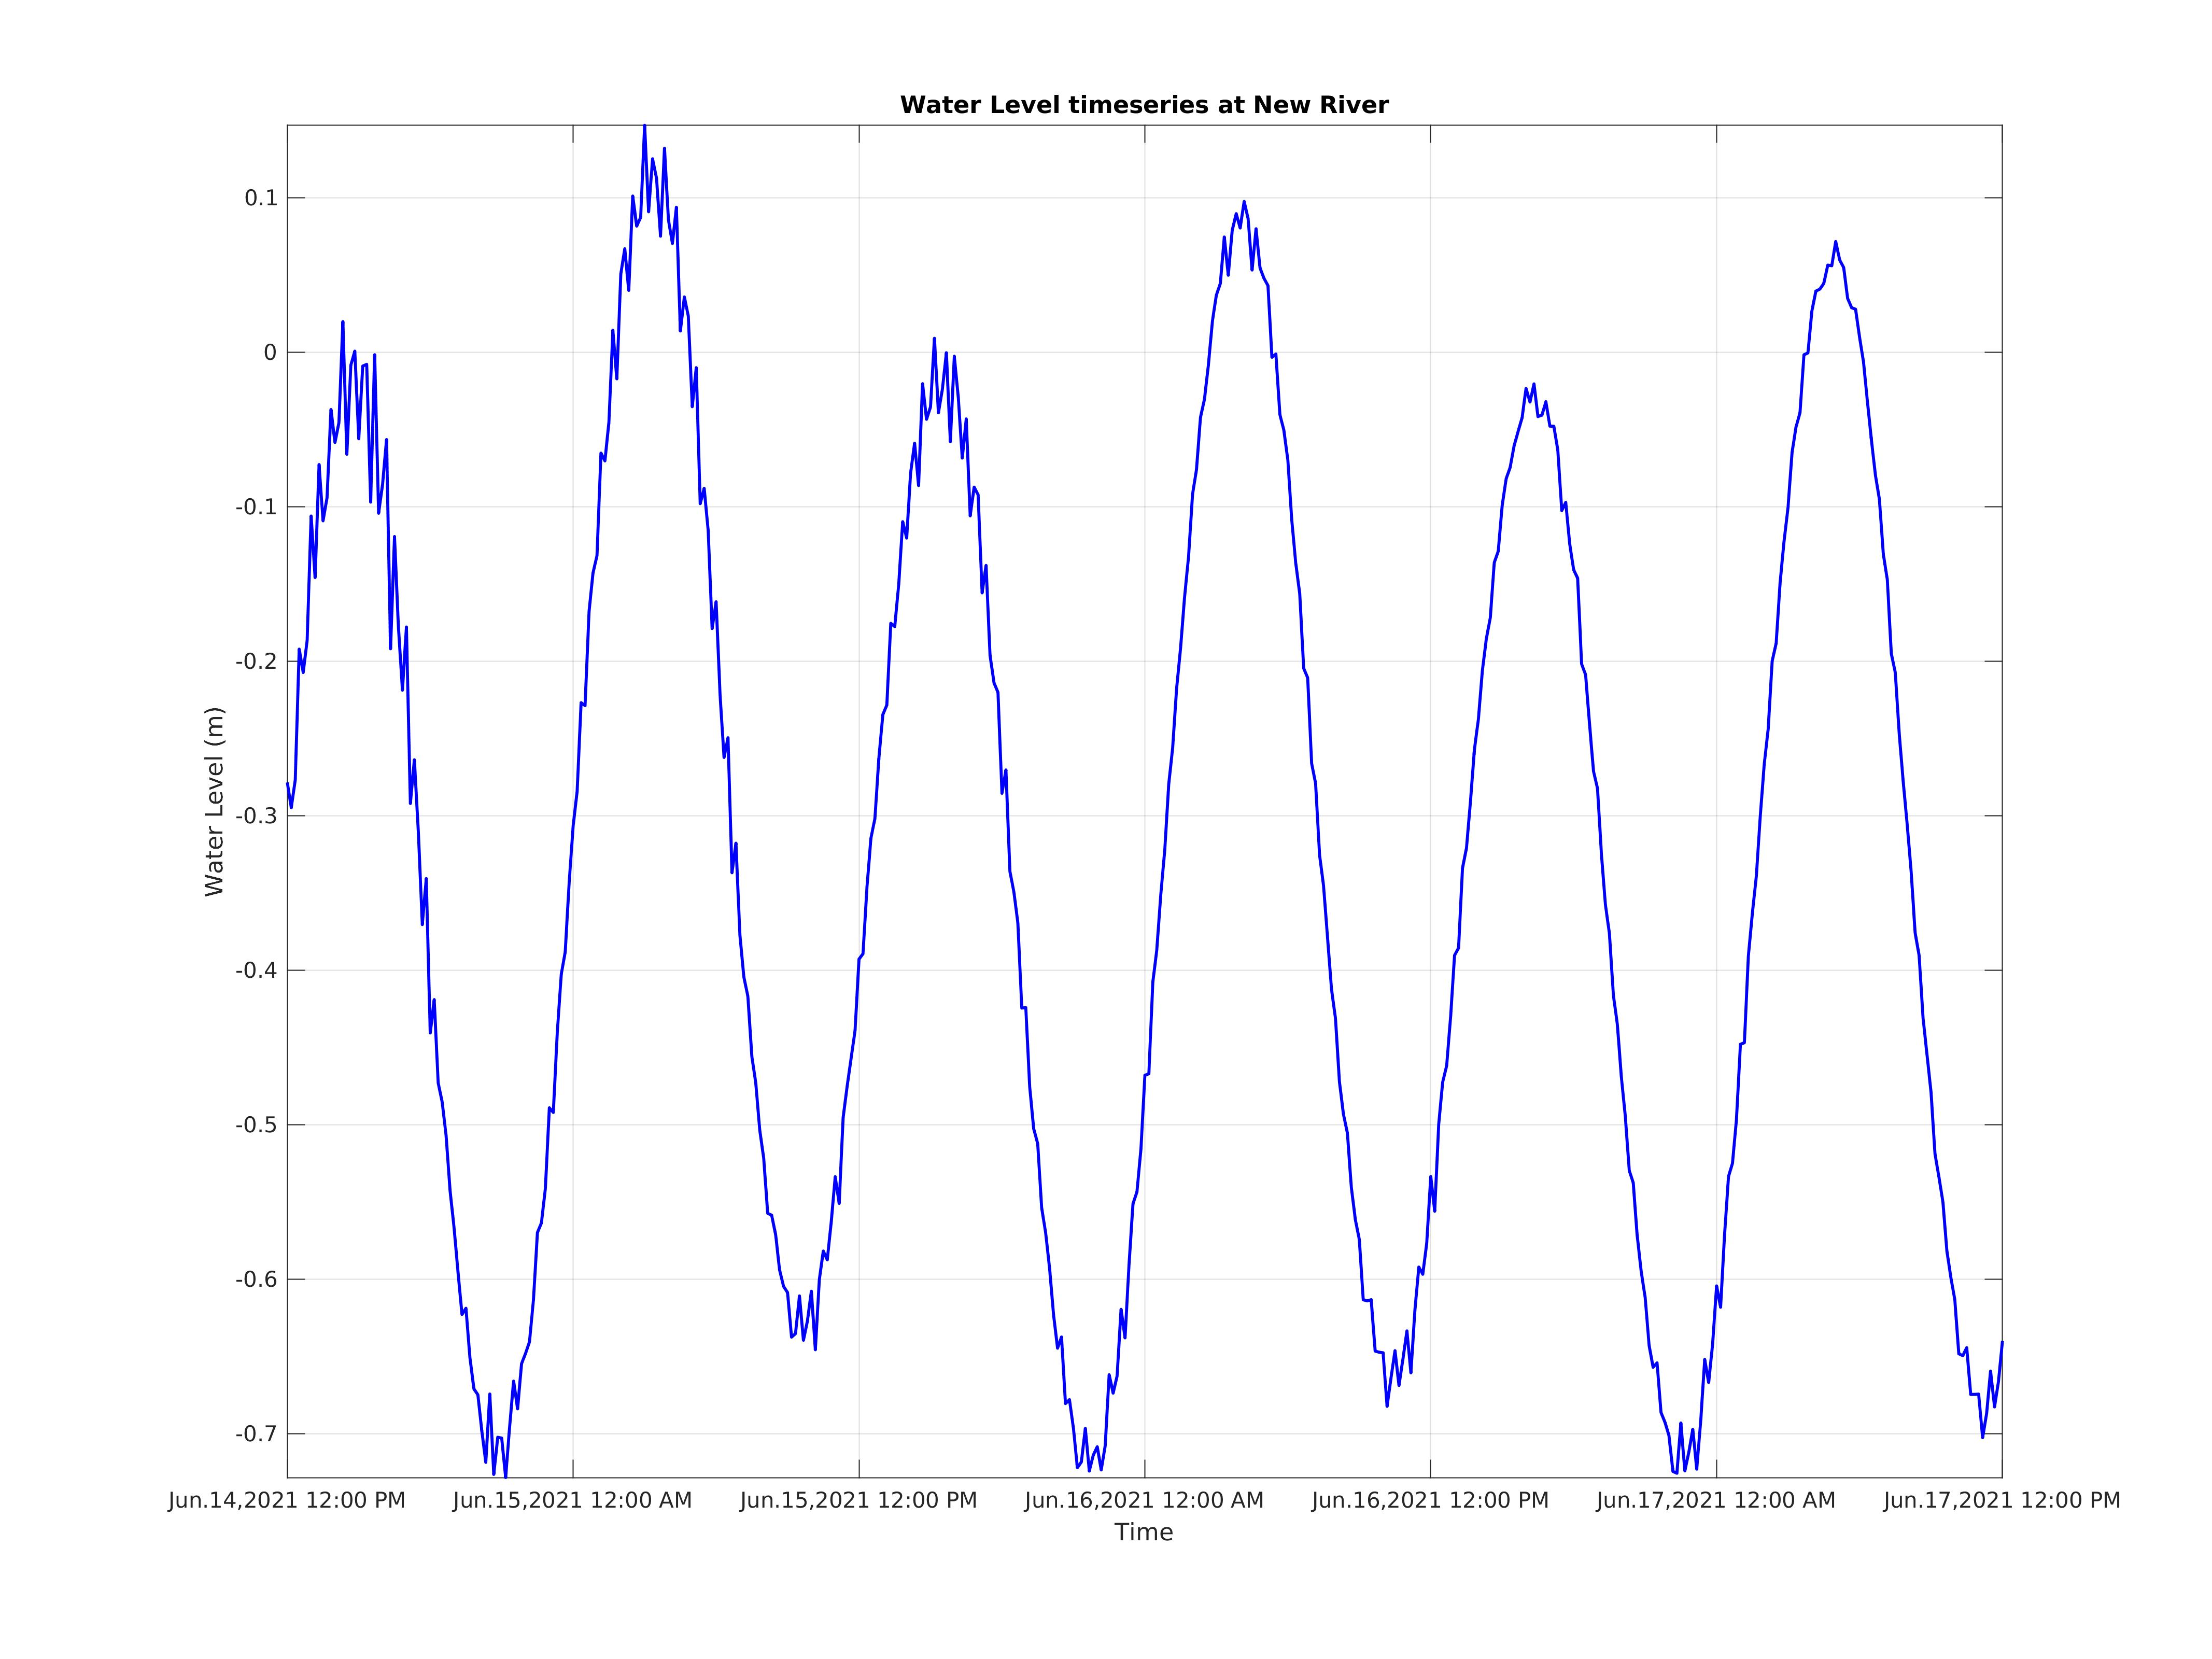 Water Level timeseries at New River
0.1
0
-0.1
-0.2
-0.3
-0.4
-0.5
-0.6
-0.7
Water Level (m)
Jun.14,2021 12:00 PM Jun.15,2021 12:00 AM Jun.15,2021 12:00 PM Jun.16,2021 12:00 AM Jun.16,2021 12:00 PM Jun.17,2021 12:00 AM Jun.17,2021 12:00 PM
Time